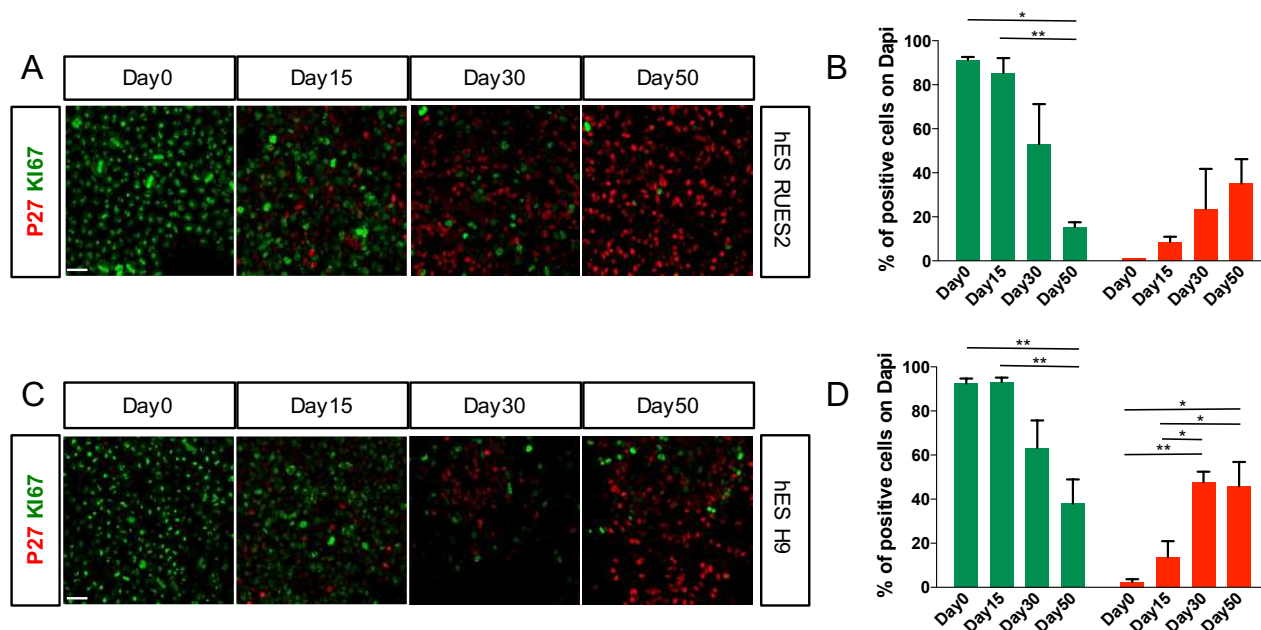 A
Day0 Day15 Day30 Day50
P27 KI67
hES RUES2
B
*
**
% of positive cells on Dapi
100
80
60
40
20
0
Day0 Day15 Day30 Day50 Day0 Day15 Day30 Day50
C
Day0 Day15 Day30 Day50
P27 KI67
hES H9
D
**
**
*
*
*
**
% of positive cells on Dapi
100
80
60
40
20
0
Day0 Day15 Day30 Day50 Day0 Day15 Day30 Day50